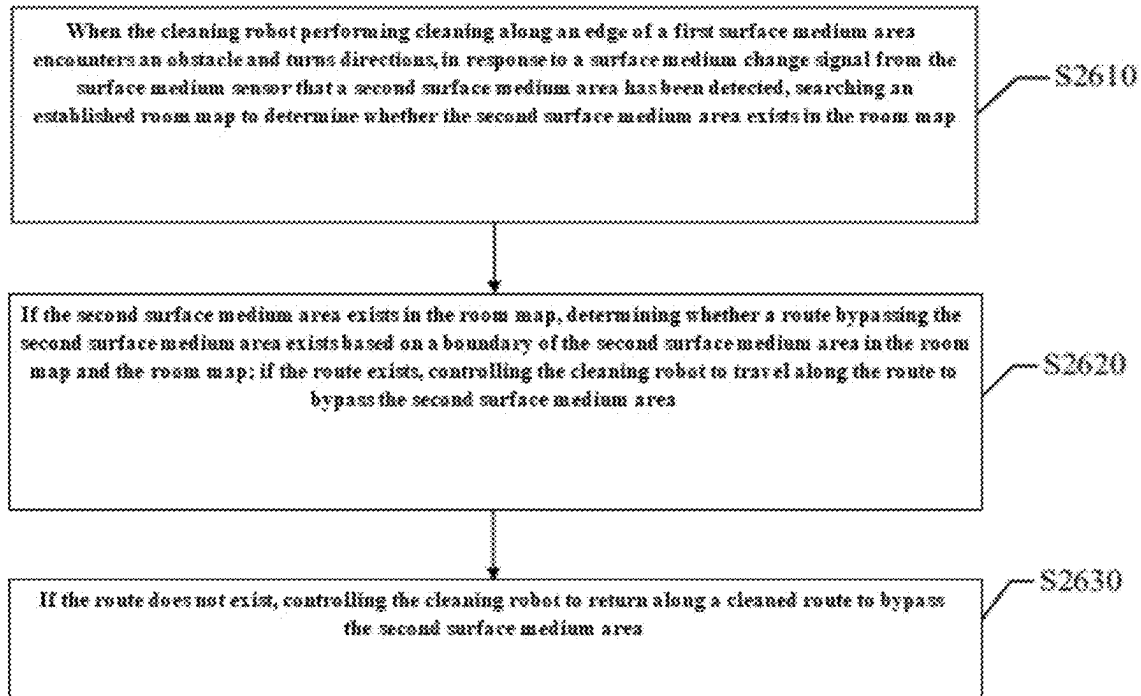 When the cleaning robot performing cleaning along an edge of a first surface medium area
encounters an obstacle and turns directions, in response to a surface medium change signal from the
surface medium sensor that a second surface medium area has been detected, searching an
established room map to determine whether the second surface medium area exists in the room map
S2610
If the second surface medium area exists in the room map, determining whether a route bypassing the
second surface medium area exists based on a boundary of the second surface medium area in the room
map and the room map; if the route exists, controlling the cleaning robot to travel along the route to
bypass the second surface medium area
S2620
If the route does not exist, controlling the cleaning robot to return along a cleaned route to bypass
the second surface medium area
S2630